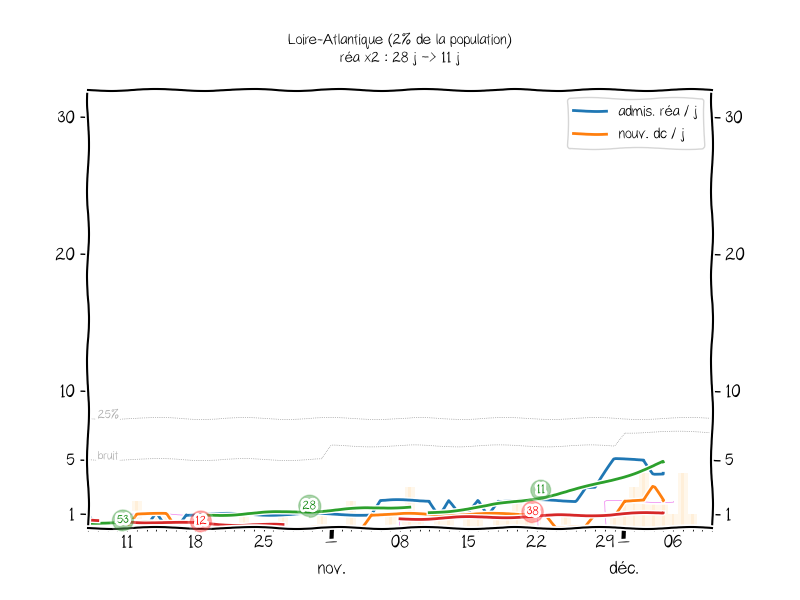 Loire-Atlantique (2% de la population)
réa x2 : 28 j -> 11 j
admis. réa / j
nouv. dc / j
30 30
20 20
10 10
25%
bruit
5 5
1 1
53 12 28 11 38
11 18 25 1 08 15 22 29 1 06
nov. déc.